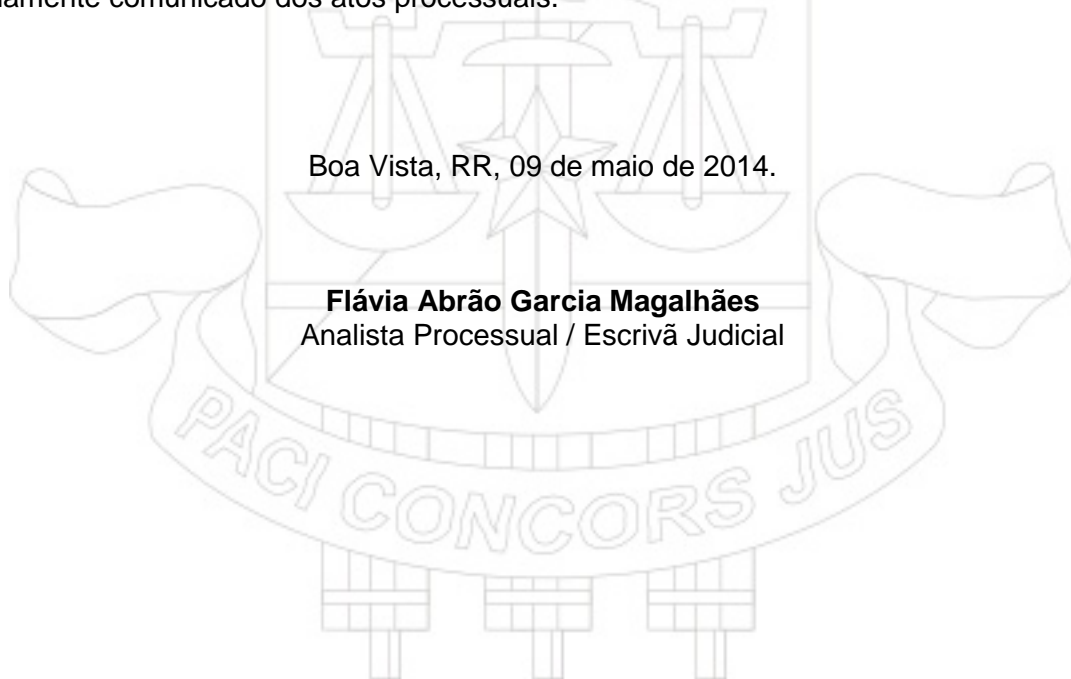 comunicado dos atos processuais.
Boa Vista, RR, 09 de maio de 2014.
Flávia Abrão Garcia Magalhães
Analista Processual / Escrivã Judicial
PACI CONCORS JUS